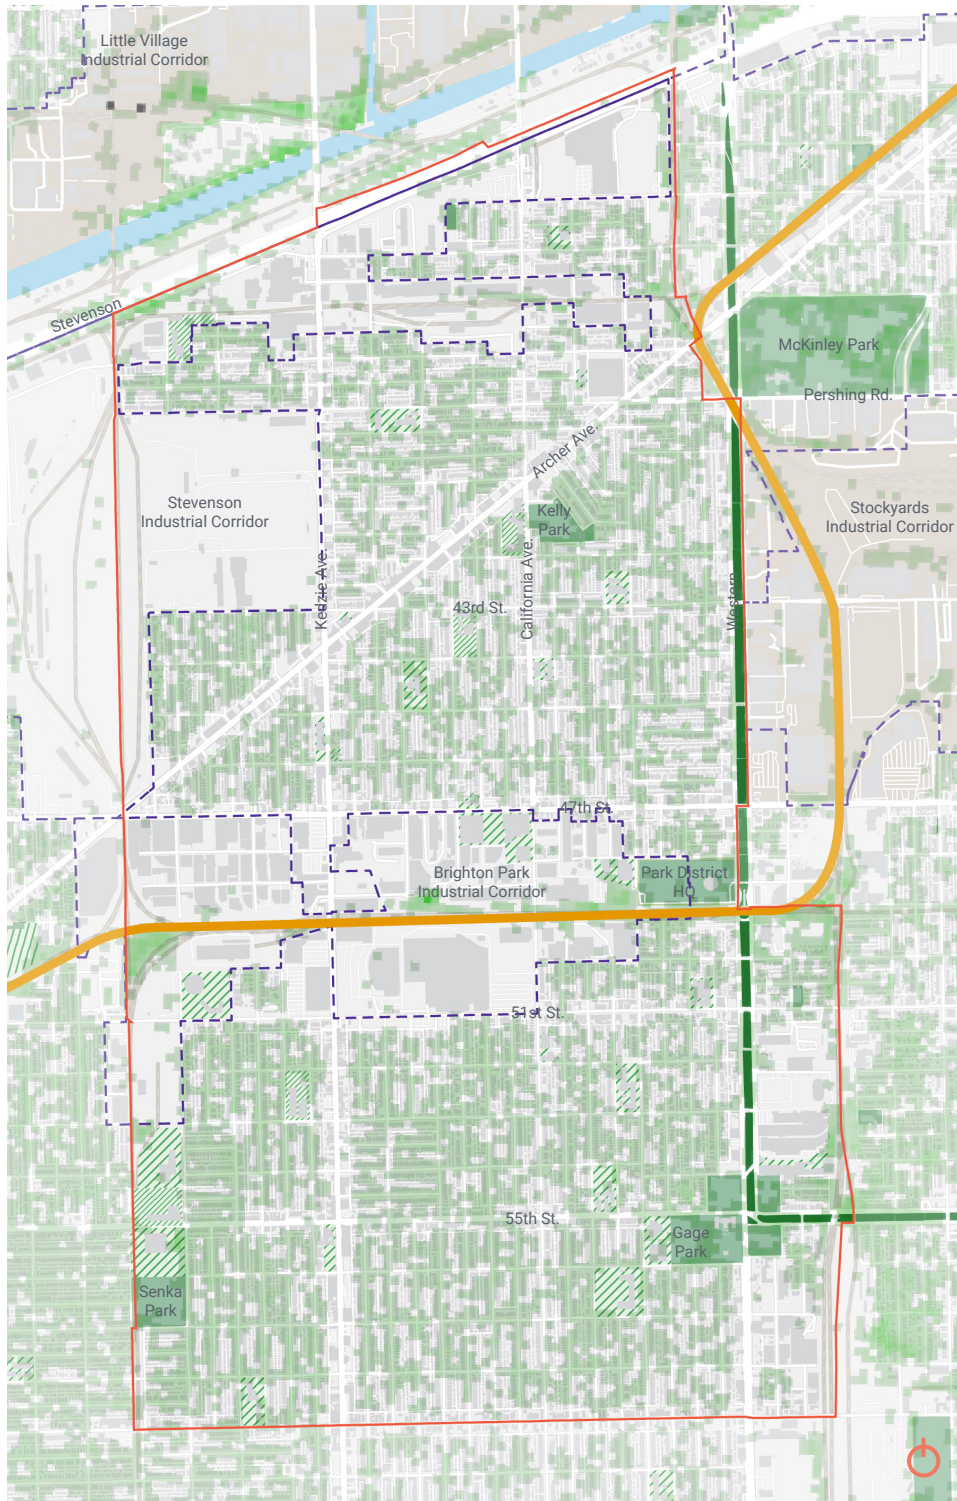 Little Village
Industrial Corridor
Stevenson
McKinley Park
Pershing Rd.
Archer Ave.
Stevenson
Industrial Corridor
Kelly
Park
Stockyards
Industrial Corridor
Kedzie Ave.
California Ave.
Western
43rd St.
47th St.
Brighton Park
Industrial Corridor
Park District
HQ
51st St.
55th St.
Gage
Park
Senka
Park